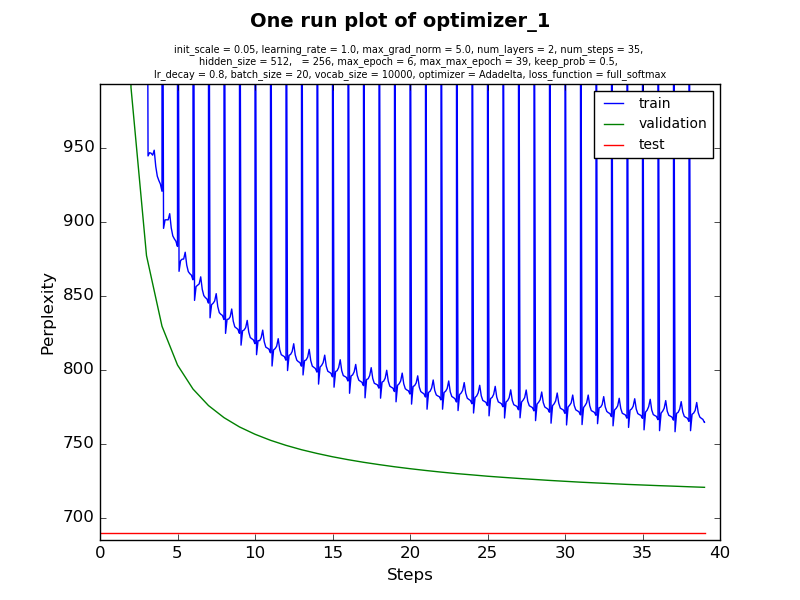 One run plot of optimizer_1
init_scale = 0.05, learning_rate = 1.0, max_grad_norm = 5.0, num_layers = 2, num_steps = 35,
hidden_size = 512,   = 256, max_epoch = 6, max_max_epoch = 39, keep_prob = 0.5,
lr_decay = 0.8, batch_size = 20, vocab_size = 10000, optimizer = Adadelta, loss_function = full_softmax
train
validation
test
950
900
850
800
750
700
Perplexity
0 5 10 15 20 25 30 35 40
Steps